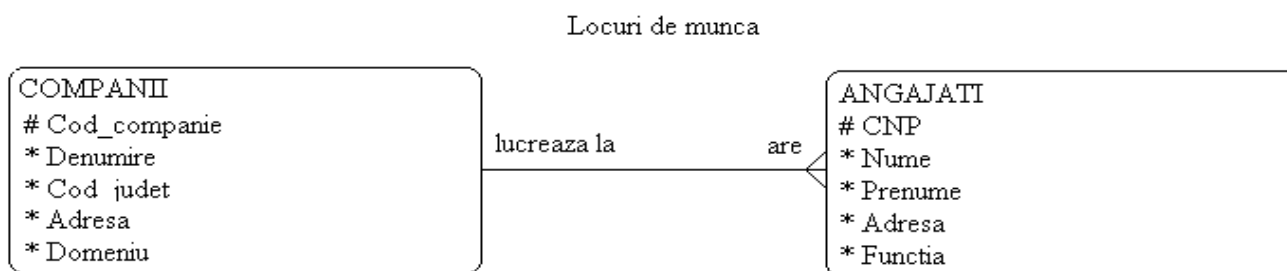 Locuri de munca
COMPANII
# Cod_companie
* Denumire
* Cod_judet
* Adresa
* Domeniu
lucreaza la
are
ANGAJATI
# CNP
* Nume
* Prenume
* Adresa
* Functia